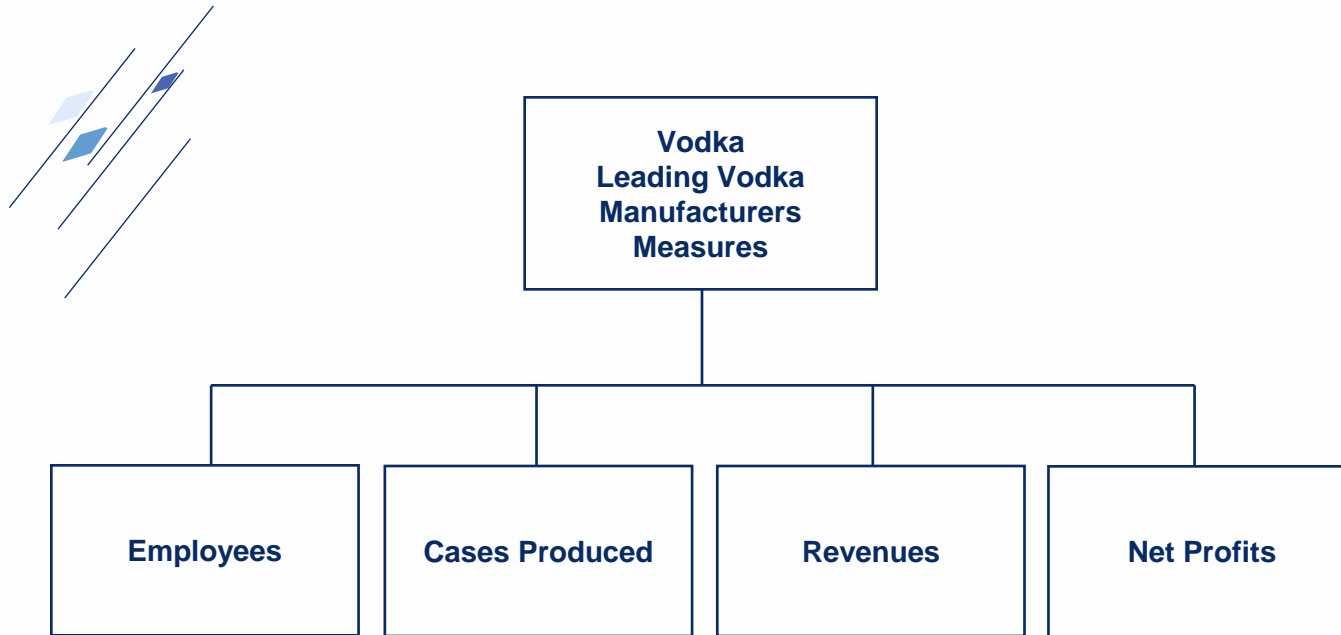 Vodka
Leading Vodka
Manufacturers
Measures
Employees
Cases Produced
Revenues
Net Profits